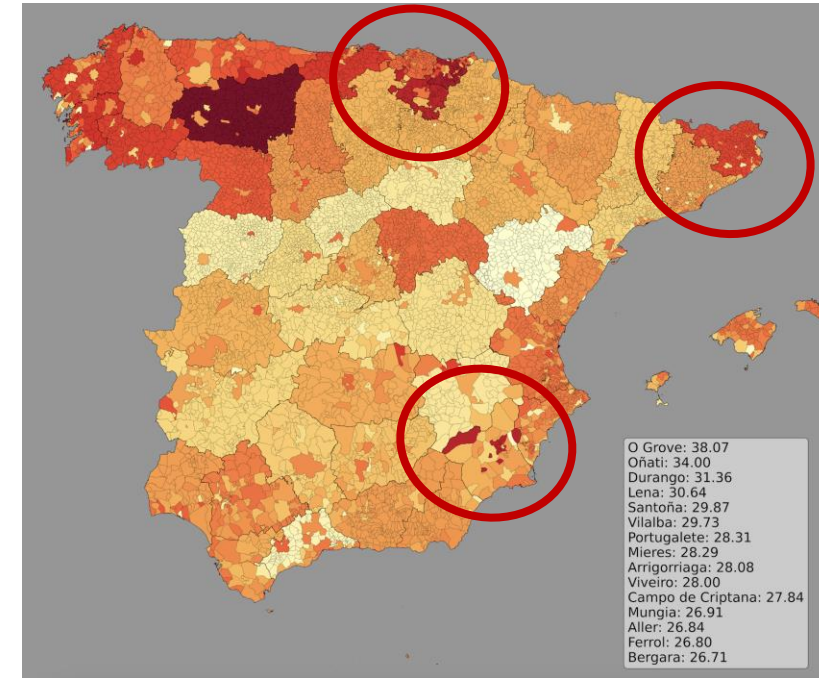 O Grove: 38.07
Oñati: 34.00
Durango: 31.36
Lena: 30.64
Santoña: 29.87
Vilalba: 29.73
Portugalete: 28.31
Mieres: 28.29
Arrigorriaga: 28.08
Viveiro: 28.00
Campo de Criptana: 27.84
Mungia: 26.91
Aller: 26.84
Ferrol: 26.80
Bergara: 26.71